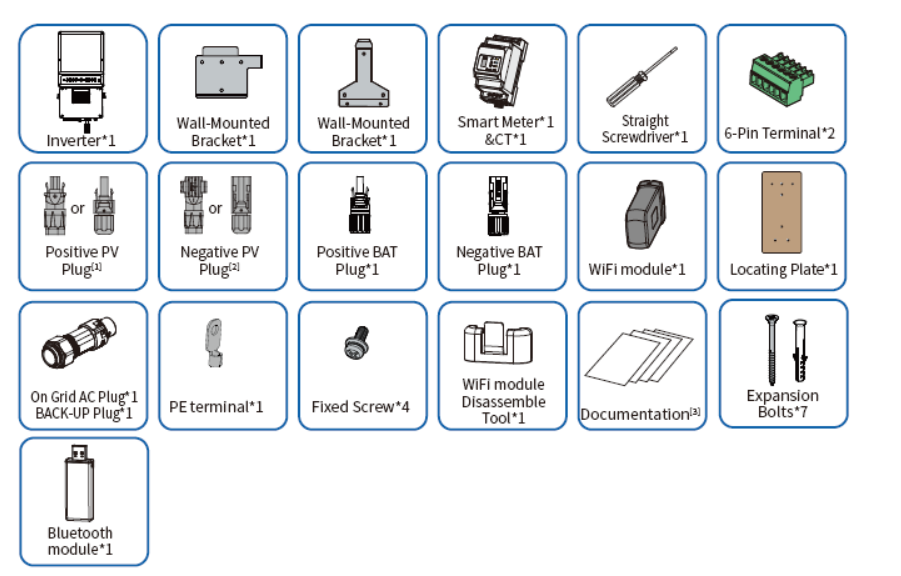 Inverter*1
Wall-Mounted
Bracket*1
Wall-Mounted
Bracket*1
Smart Meter*1
&CT*1
Straight
Screwdriver*1
6-Pin Terminal*2
or
Positive PV
Plug[1]
or
Negative PV
Plug[2]
Positive BAT
Plug*1
Negative BAT
Plug*1
WiFi module*1
Locating Plate*1
On Grid AC Plug*1
BACK-UP Plug*1
PE terminal*1
Fixed Screw*4
WiFi module
Disassemble
Tool*1
Documentation[3]
Expansion
Bolts*7
Bluetooth
module*1